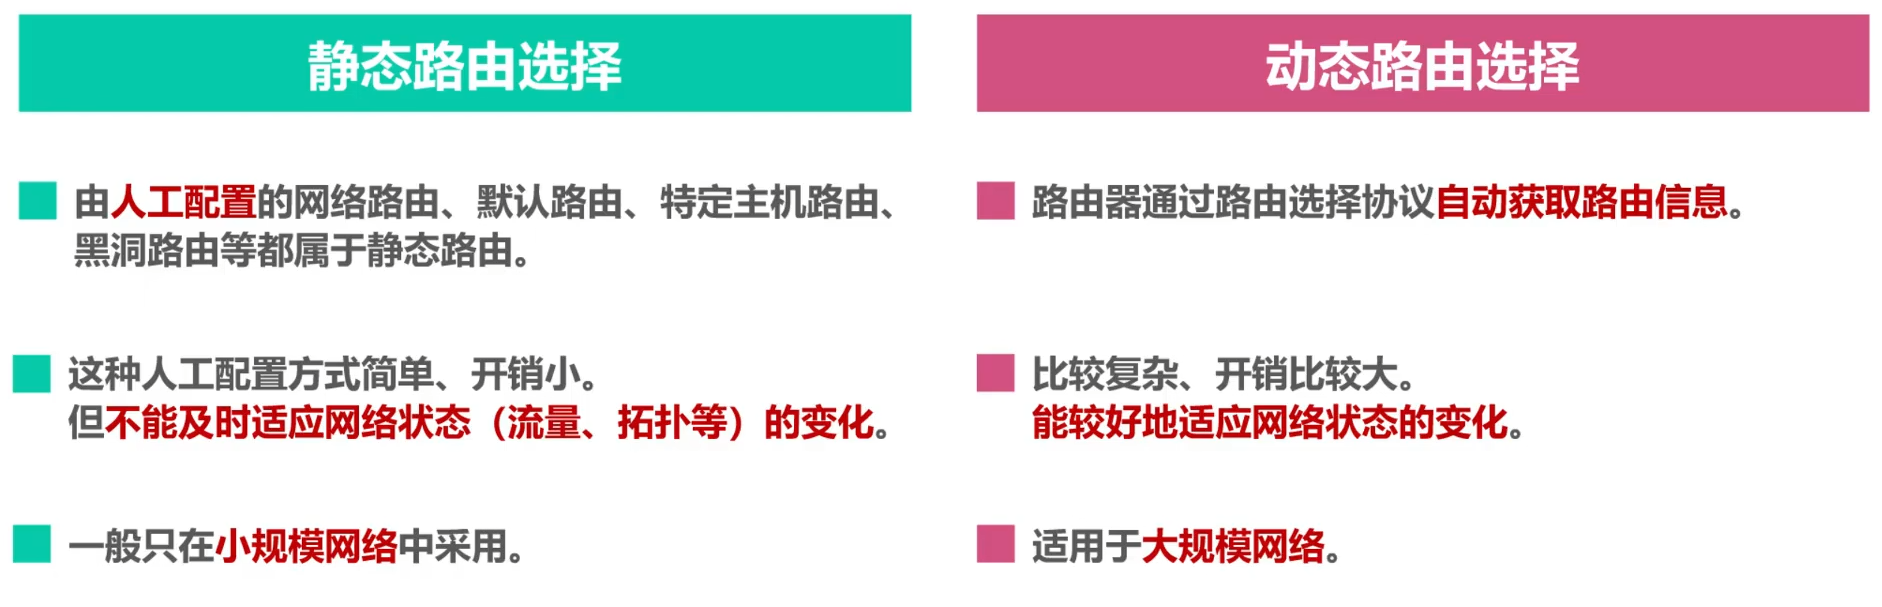 静态路由选择
由人工配置的网络路由、默认路由、特定主机路由、
黑洞路由等都属于静态路由。
这种人工配置方式简单、开销小。
但不能及时适应网络状态（流量、拓扑等）的变化。
一般只在小规模网络中采用。
动态路由选择
路由器通过路由选择协议自动获取路由信息。
比较复杂、开销比较大。
能较好地适应网络状态的变化。
适用于大规模网络。